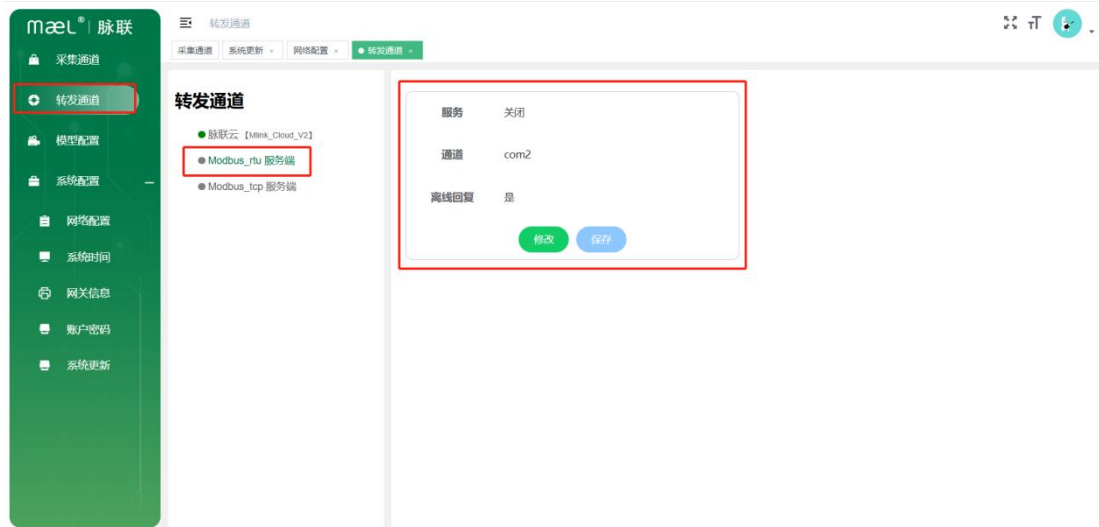 mæL®|脉联
采集通道
转发通道
模型配置
系统配置
网络配置
系统时间
网关信息
账户密码
系统更新
转发通道
采集通道 系统更新 × 网络配置 × 转发通道 ×
转发通道
脉联云【Mlink_Cloud_V2】
Modbus_rtu 服务端
Modbus_tcp 服务端
服务 关闭
通道 com2
离线回复 是
修改 保存